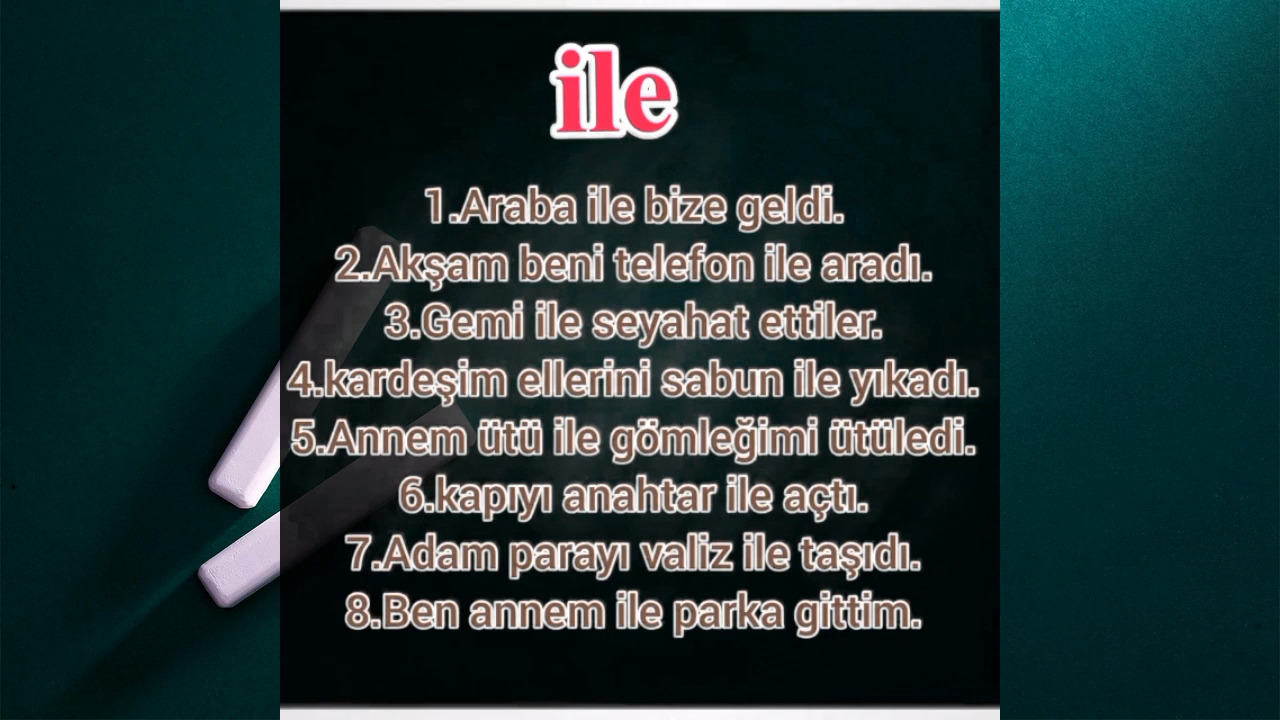 ile
1.Araba ile bize geldi.
2.Akşam beni telefon ile aradı.
3.Gemi ile seyahat ettiler.
4.kardeşim ellerini sabun ile yıkadı.
5.Annem ütü ile gömleğimi ütüledi.
6.kapıyı anahtar ile açtı.
7.Adam parayı valiz ile taşıdı.
8.Ben annem ile parka gittim.